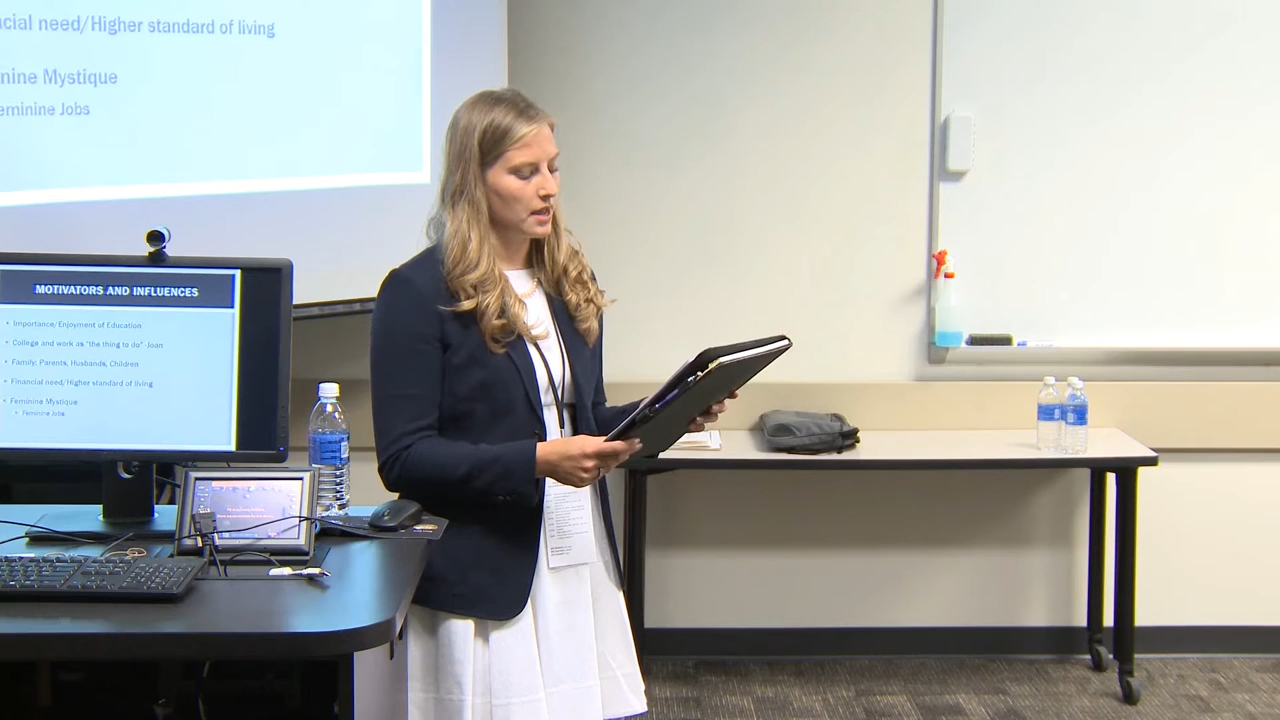 cial need/Higher standard of living
nine Mystique
eminine Jobs
MOTIVATORS AND INFLUENCES
• Importance/Enjoyment of Education
• College and work as "the thing to do" -Joan
• Family: Parents, Husbands, Children
• Financial need/Higher standard of living
• Feminine Mystique
• Feminine Jobs